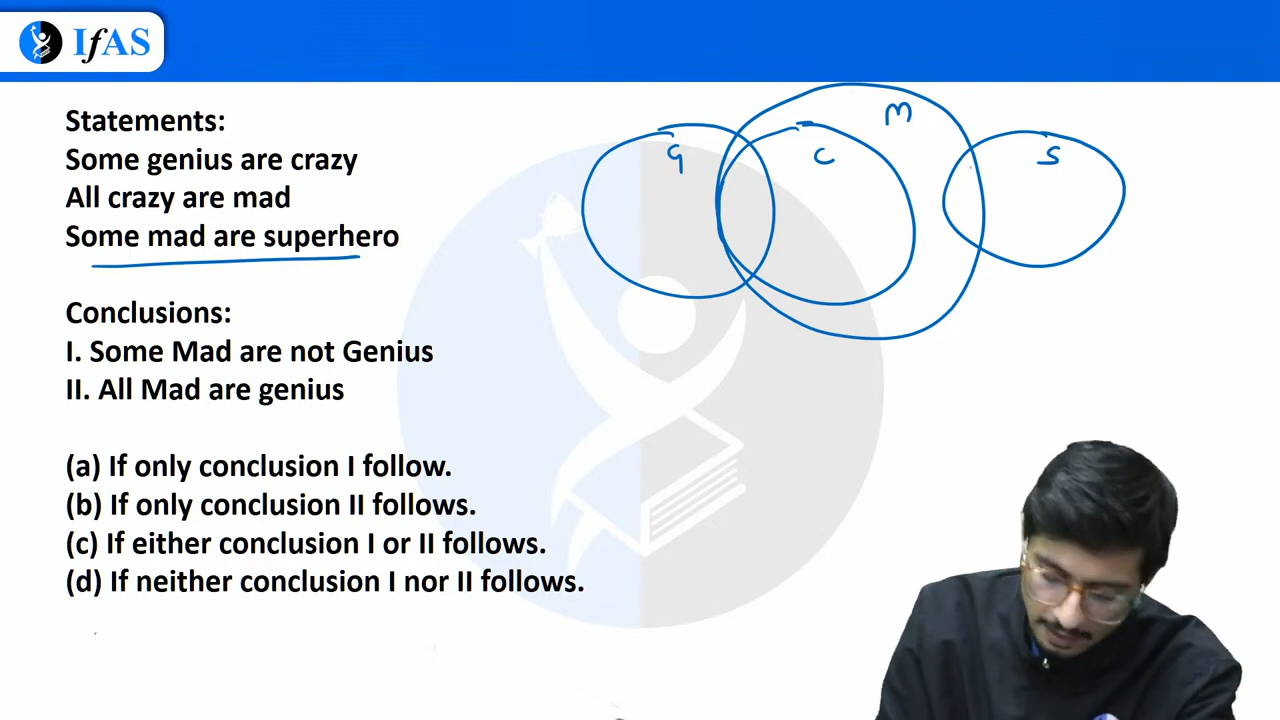 IfAS
Statements:
Some genius are crazy
All crazy are mad
Some mad are superhero
Conclusions:
I. Some Mad are not Genius
II. All Mad are genius
(a) If only conclusion I follow.
(b) If only conclusion II follows.
(c) If either conclusion I or II follows.
(d) If neither conclusion I nor II follows.
G
C
M
S